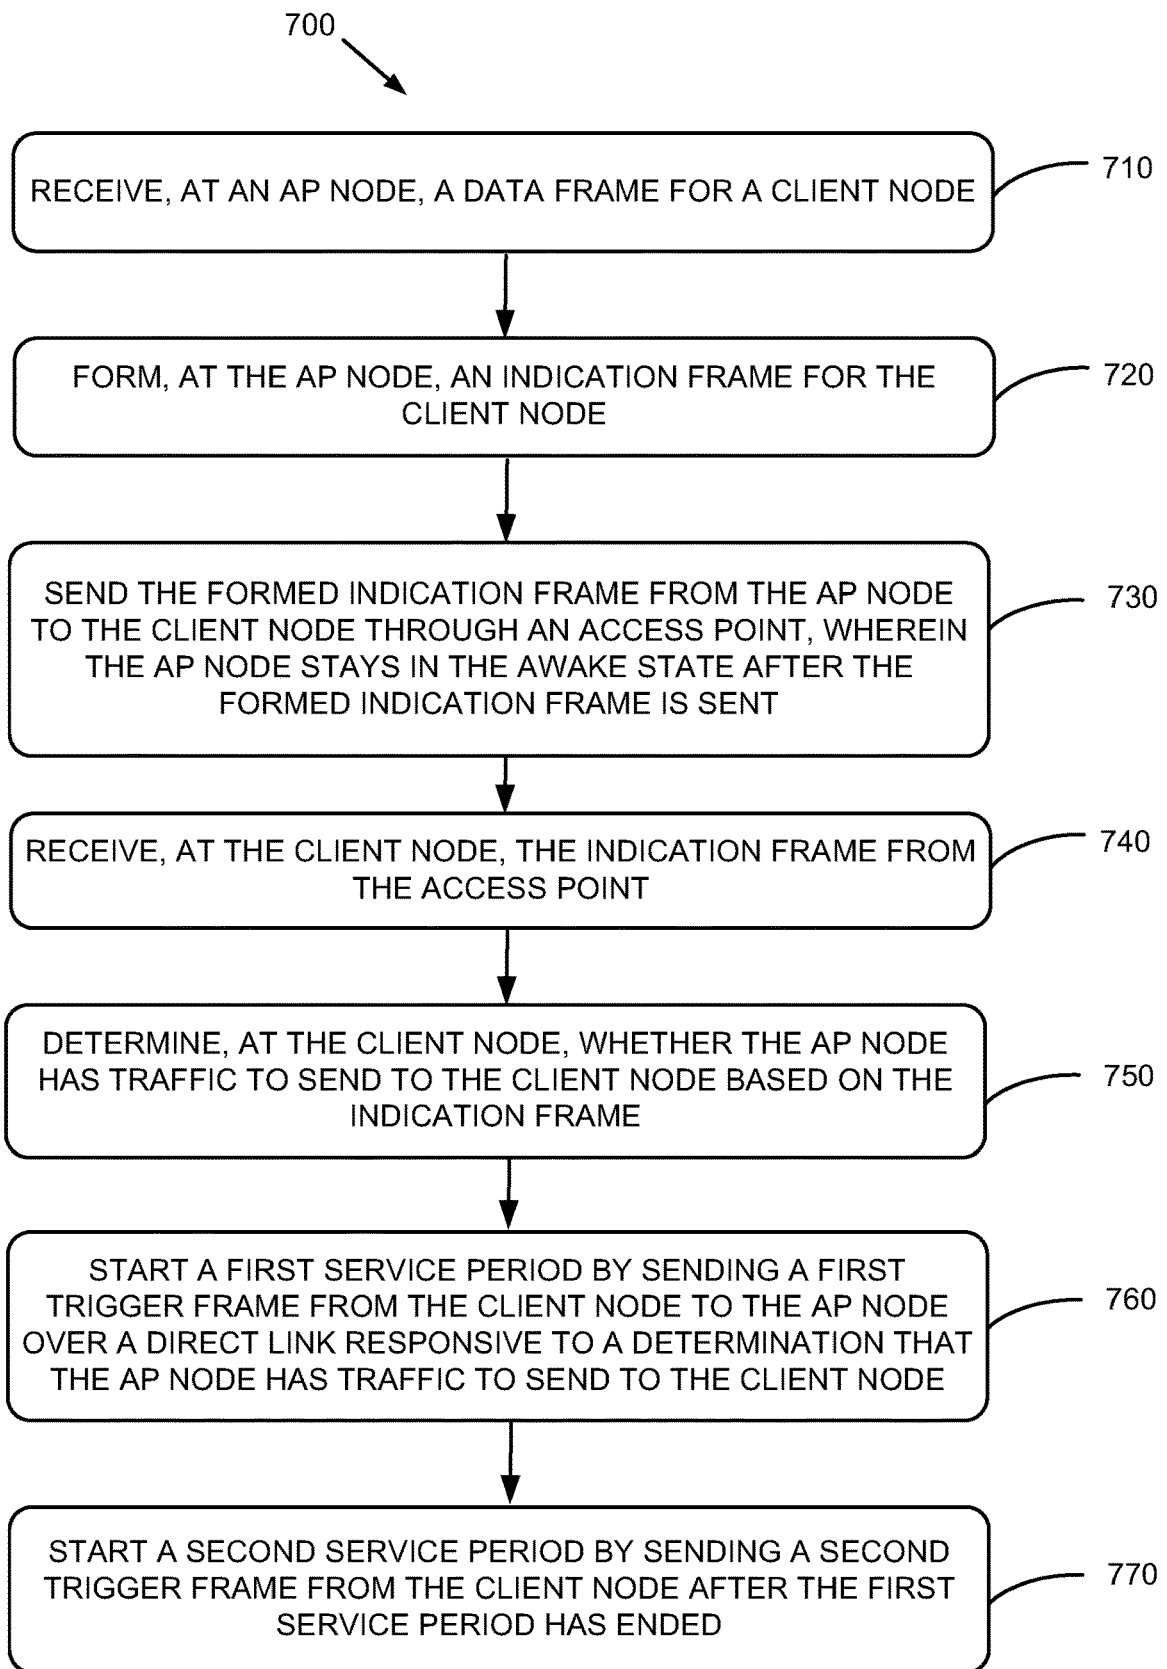 700
RECEIVE, AT AN AP NODE, A DATA FRAME FOR A CLIENT NODE
710
FORM, AT THE AP NODE, AN INDICATION FRAME FOR THE
CLIENT NODE
720
SEND THE FORMED INDICATION FRAME FROM THE AP NODE
TO THE CLIENT NODE THROUGH AN ACCESS POINT, WHEREIN
THE AP NODE STAYS IN THE AWAKE STATE AFTER THE
FORMED INDICATION FRAME IS SENT
730
RECEIVE, AT THE CLIENT NODE, THE INDICATION FRAME FROM
THE ACCESS POINT
740
DETERMINE, AT THE CLIENT NODE, WHETHER THE AP NODE
HAS TRAFFIC TO SEND TO THE CLIENT NODE BASED ON THE
INDICATION FRAME
750
START A FIRST SERVICE PERIOD BY SENDING A FIRST
TRIGGER FRAME FROM THE CLIENT NODE TO THE AP NODE
OVER A DIRECT LINK RESPONSIVE TO A DETERMINATION THAT
THE AP NODE HAS TRAFFIC TO SEND TO THE CLIENT NODE
760
START A SECOND SERVICE PERIOD BY SENDING A SECOND
TRIGGER FRAME FROM THE CLIENT NODE AFTER THE FIRST
SERVICE PERIOD HAS ENDED
770